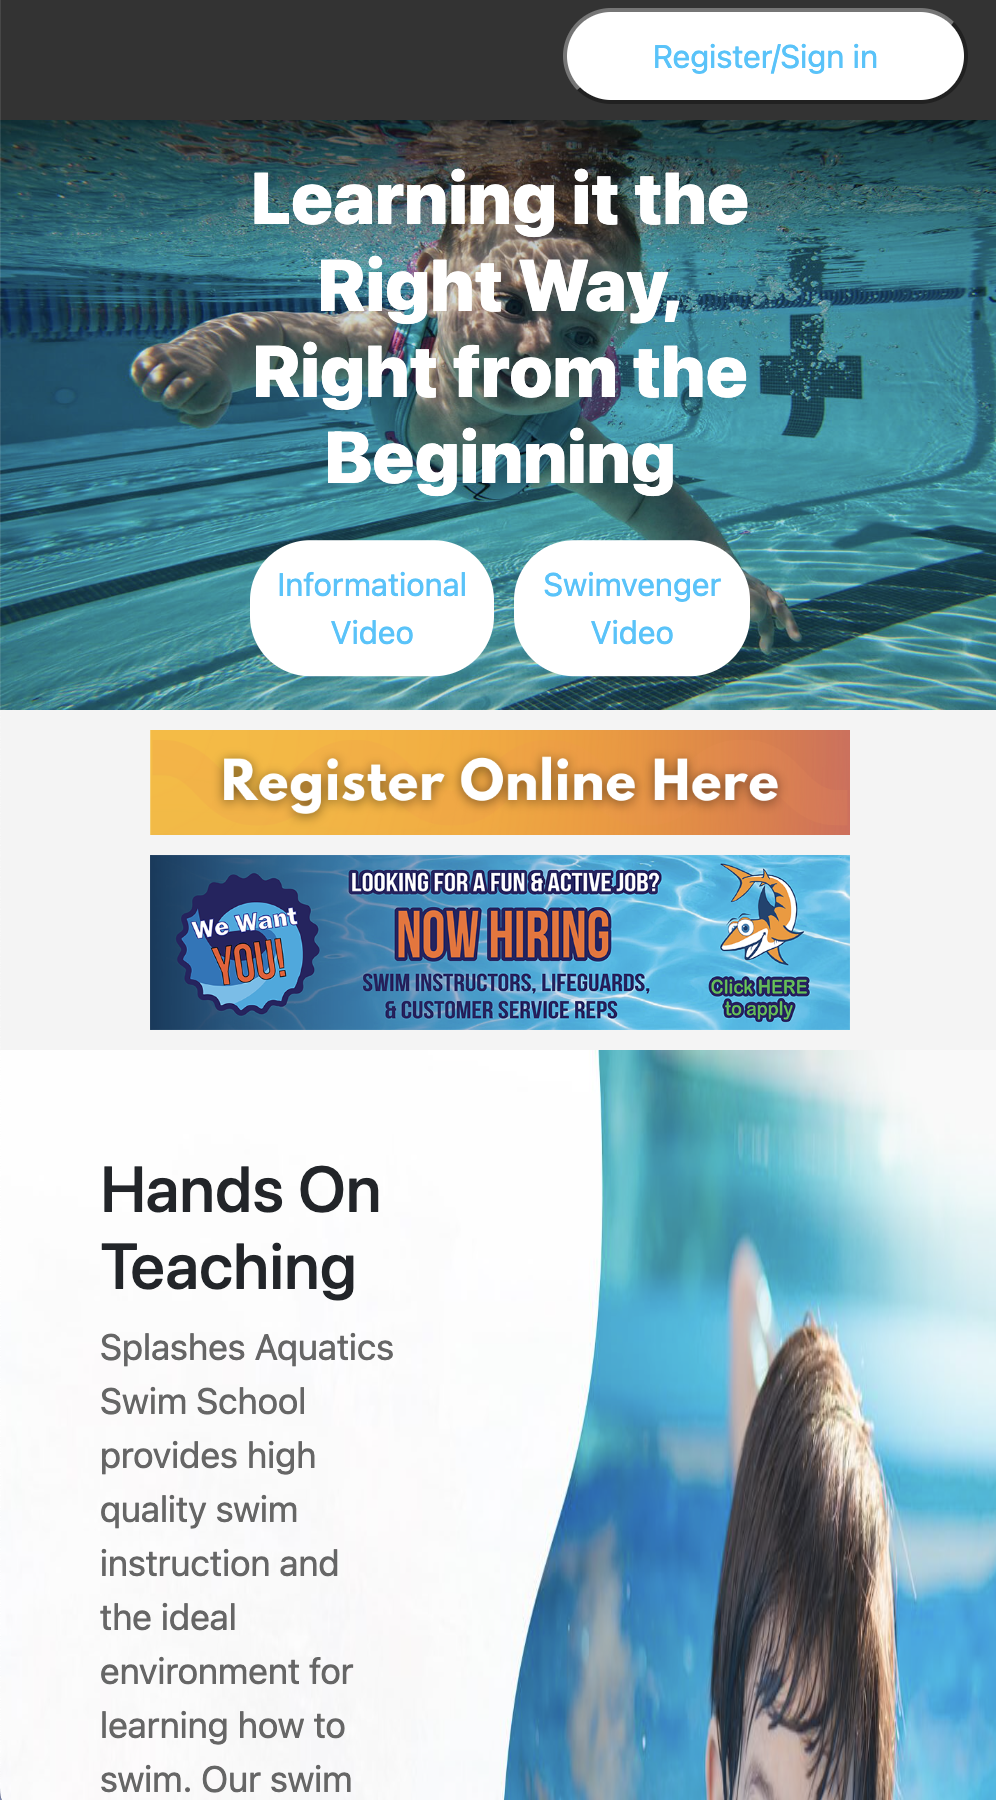 Register/Sign in
Learning it the
Right Way,
Right from the
Beginning
Informational
Video
Swimvenger
Video
Register Online Here
We Want
YOU!
LOOKING FOR A FUN & ACTIVE JOB?
NOW HIRING
SWIM INSTRUCTORS, LIFEGUARDS,
& CUSTOMER SERVICE REPS
Click HERE
to apply
Hands On
Teaching
Splashes Aquatics
Swim School
provides high
quality swim
instruction and
the ideal
environment for
learning how to
swim. Our swim